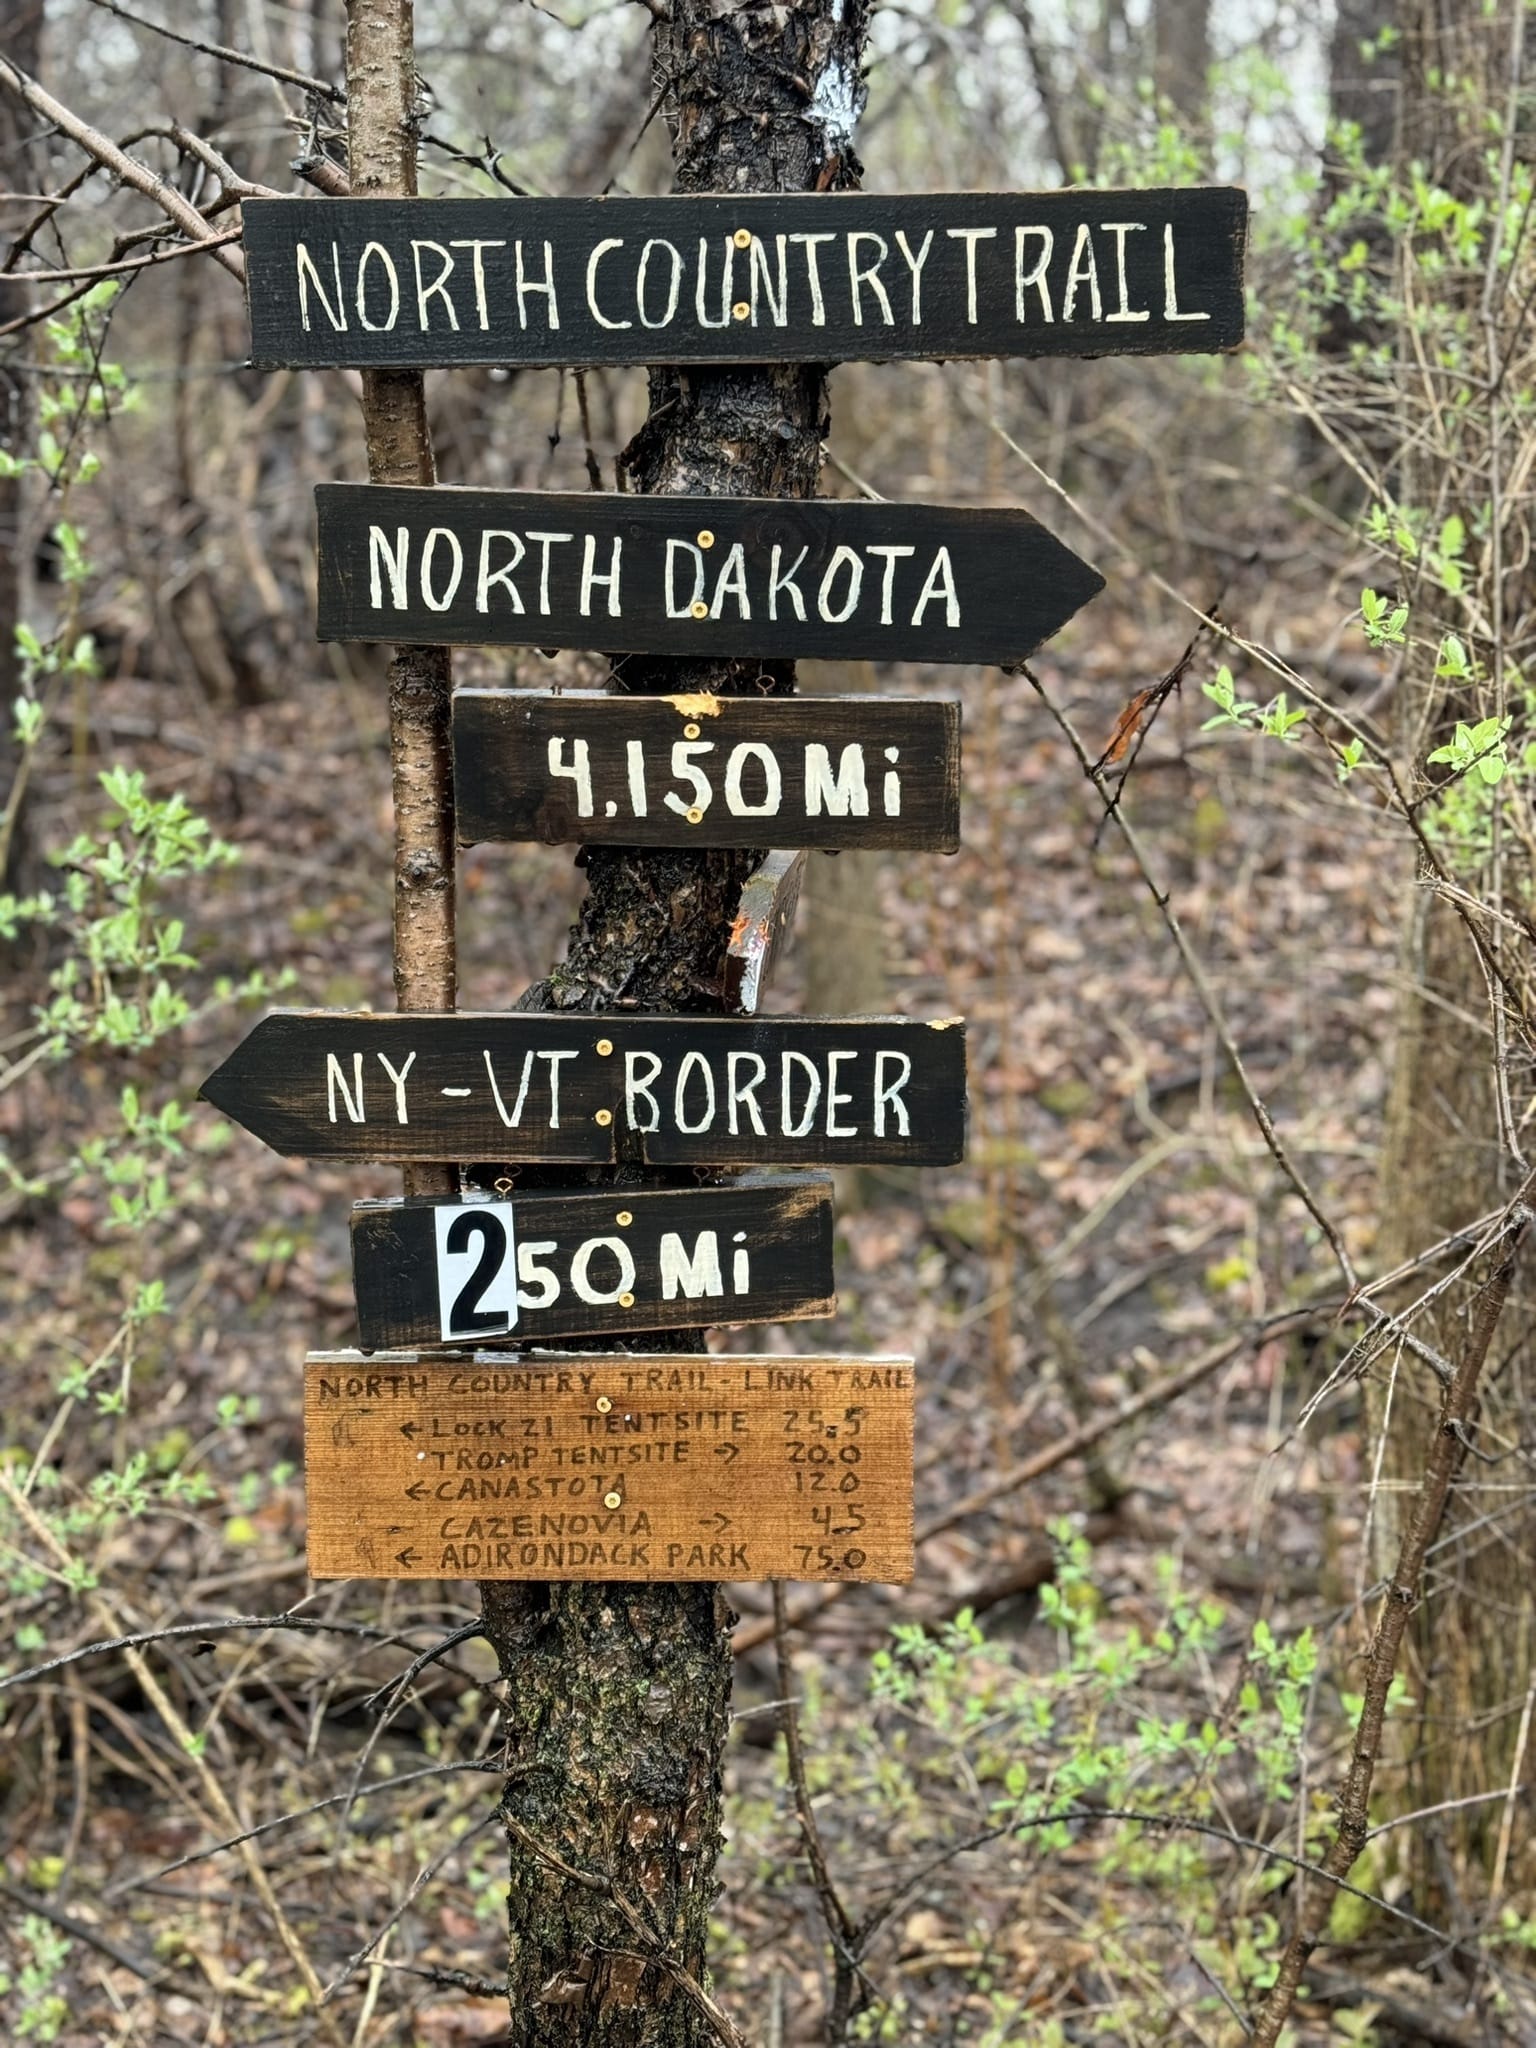 NORTH COUNTRY TRAIL
NORTH DAKOTA
4,150 Mi
NY-VT BORDER
250 Mi
NORTH COUNTRY TRAIL - LINK TRAIL
← LOCK 21 TENTSITE 25.5
TROMP TENTSITE → 20.0
← CANASTOTA 12.0
CAZENOVIA → 4.5
← ADIRONDACK PARK 75.0